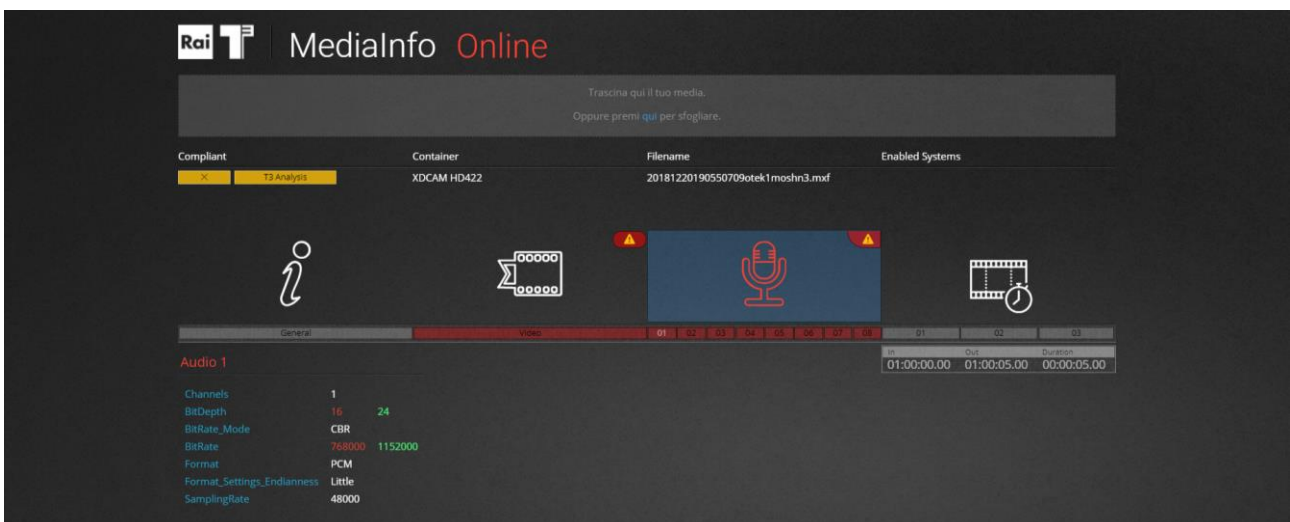 Rai T3 MediaInfo Online
Trascina qui il tuo media.
Oppure premi qui per sfogliare.
Compliant Container Filename Enabled Systems
X T3 Analysis XDCAM HD422 20181220190550709otek1moshn3.mxf
General Video 01 02 03 04 05 06 07 08 01 02 03
Audio 1
In Out Duration
01:00:00.00 01:00:05.00 00:00:05.00
Channels 1
BitDepth 16 24
BitRate_Mode CBR
BitRate 768000 1152000
Format PCM
Format_Settings_Endianness Little
SamplingRate 48000